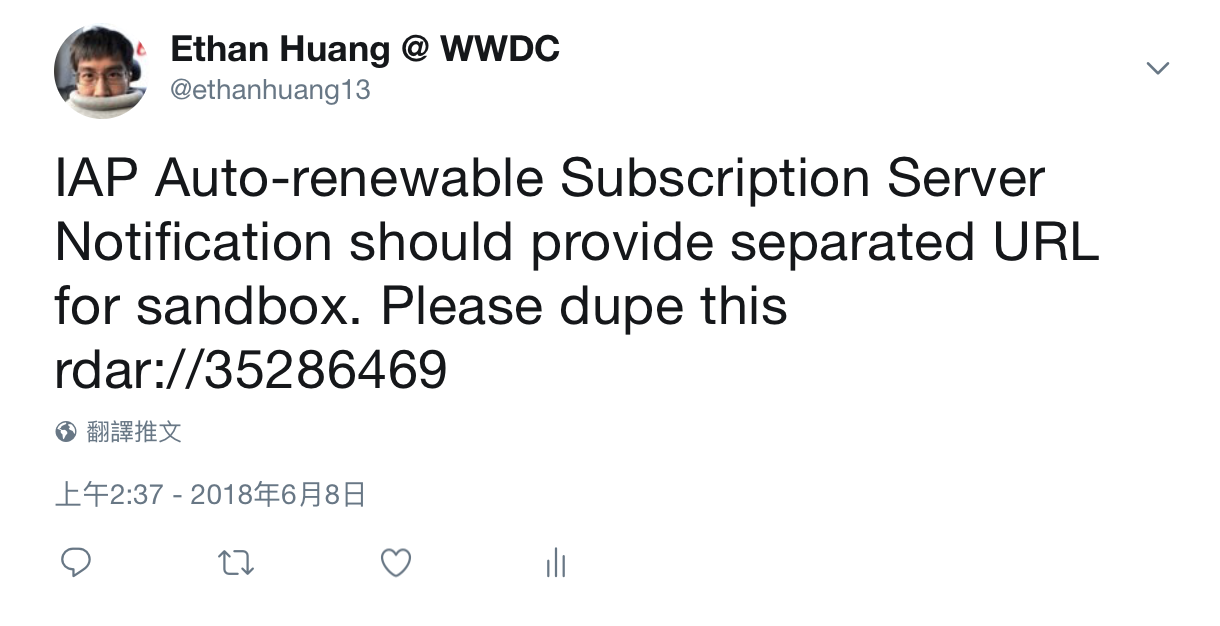 Ethan Huang @ WWDC
@ethanhuang13
IAP Auto-renewable Subscription Server
Notification should provide separated URL
for sandbox. Please dupe this
rdar://35286469
翻譯推文
上午2:37 - 2018年6月8日